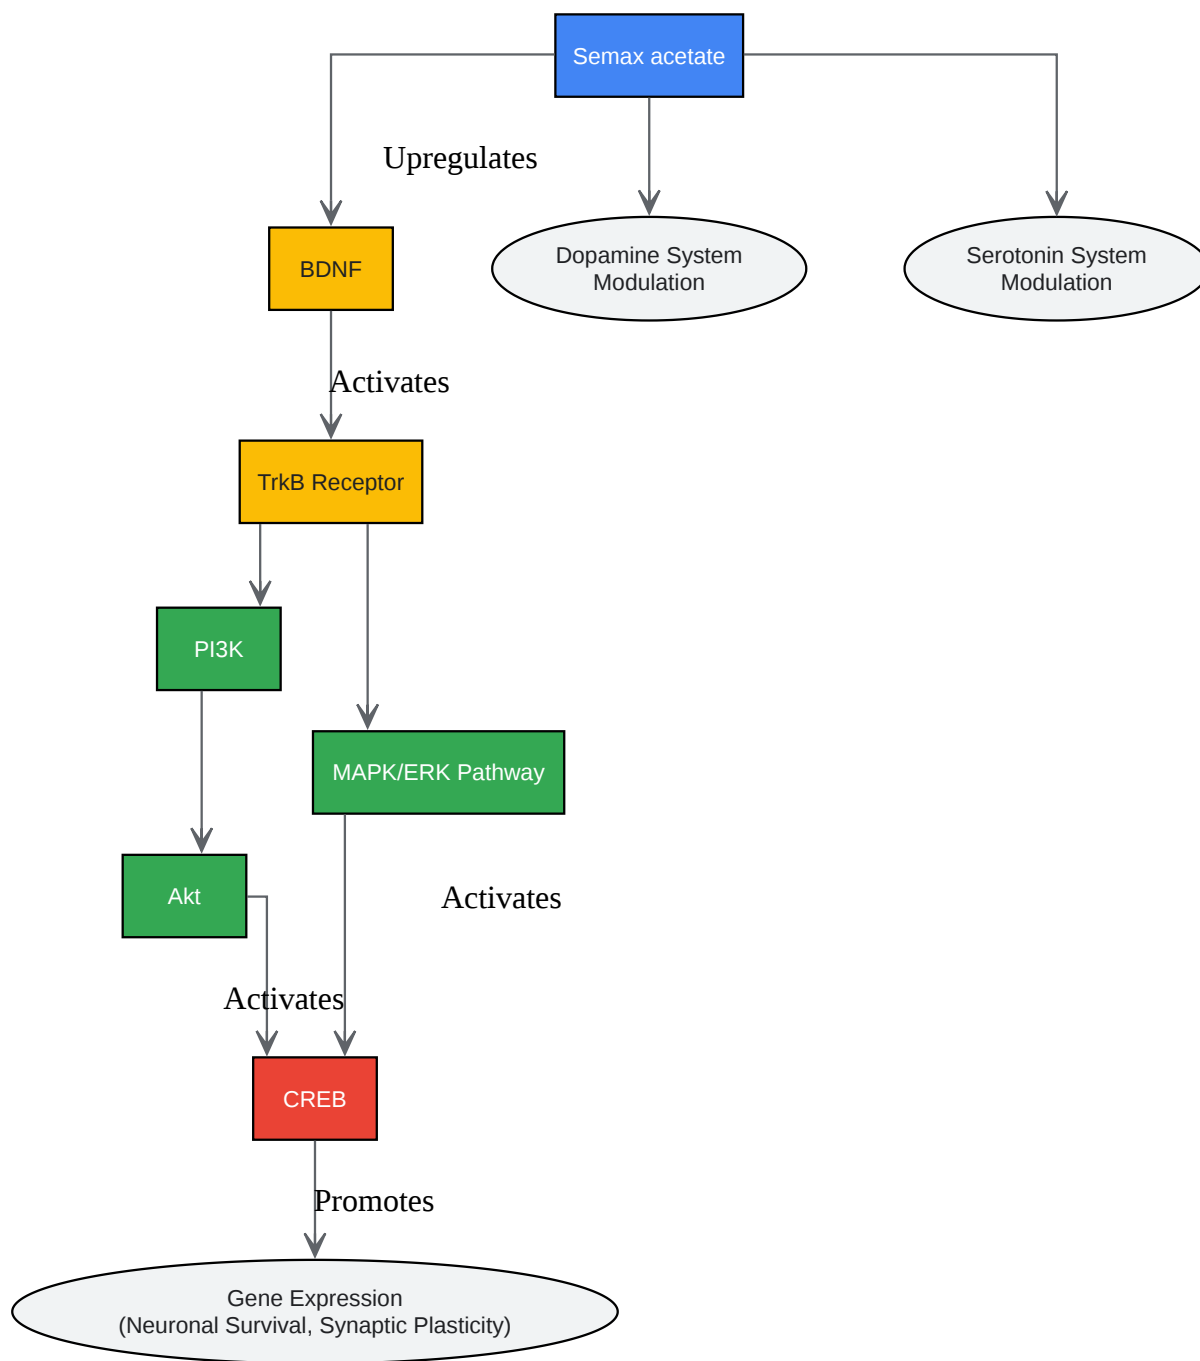 Semax acetate
Upregulates
BDNF
Dopamine System
Modulation
Serotonin System
Modulation
Activates
TrkB Receptor
PI3K
MAPK/ERK Pathway
Akt
Activates
Activates
CREB
Promotes
Gene Expression
(Neuronal Survival, Synaptic Plasticity)